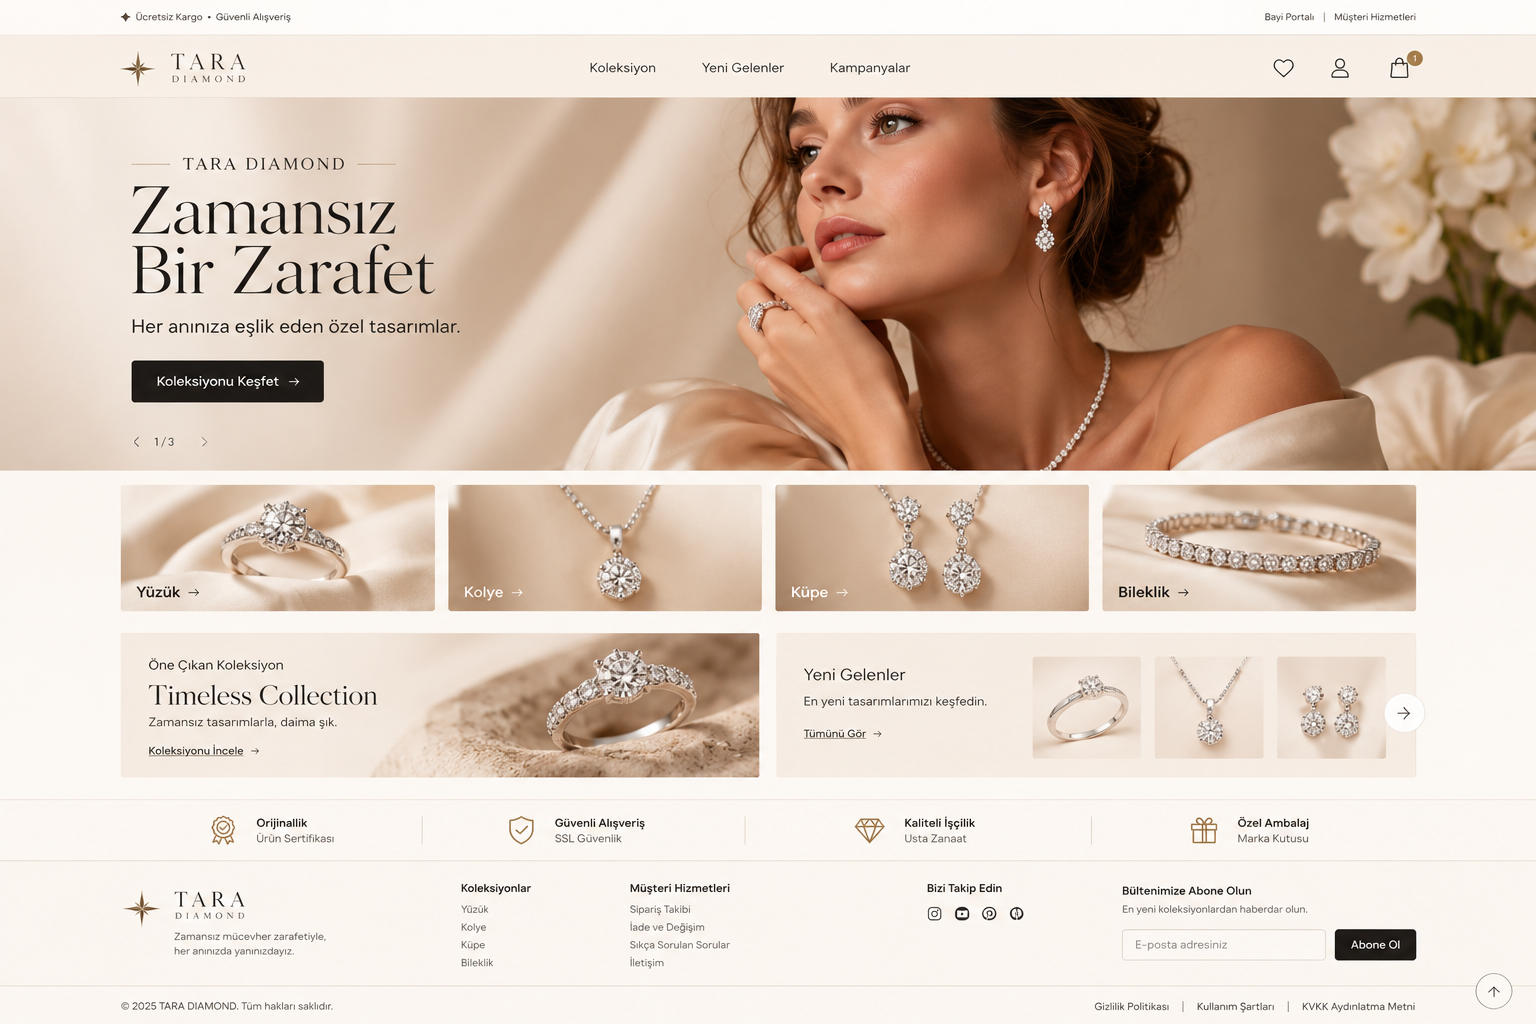 Ücretsiz Kargo • Güvenli Alışveriş
Bayi Portalı | Müşteri Hizmetleri
TARA
DIAMOND
Koleksiyon
Yeni Gelenler
Kampanyalar
1
TARA DIAMOND
Zamansız
Bir Zarafet
Her anınıza eşlik eden özel tasarımlar.
Koleksiyonu Keşfet →
1/3
Yüzük →
Kolye →
Küpe →
Bileklik →
Öne Çıkan Koleksiyon
Timeless Collection
Zamansız tasarımlarla, daima şık.
Koleksiyonu İncele →
Yeni Gelenler
En yeni tasarımlarımızı keşfedin.
Tümünü Gör →
Orijinallik
Ürün Sertifikası
Güvenli Alışveriş
SSL Güvenlik
Kaliteli İşçilik
Usta Zanaat
Özel Ambalaj
Marka Kutusu
TARA
DIAMOND
Zamansız mücevher zarafetiyle,
her anınızda yanınızdayız.
Koleksiyonlar
Yüzük
Kolye
Küpe
Bileklik
Müşteri Hizmetleri
Sipariş Takibi
İade ve Değişim
Sıkça Sorulan Sorular
İletişim
Bizi Takip Edin
Bültenimize Abone Olun
En yeni koleksiyonlardan haberdar olun.
E-posta adresiniz
Abone Ol
© 2025 TARA DIAMOND. Tüm hakları saklıdır.
Gizlilik Politikası | Kullanım Şartları | KVKK Aydınlatma Metni